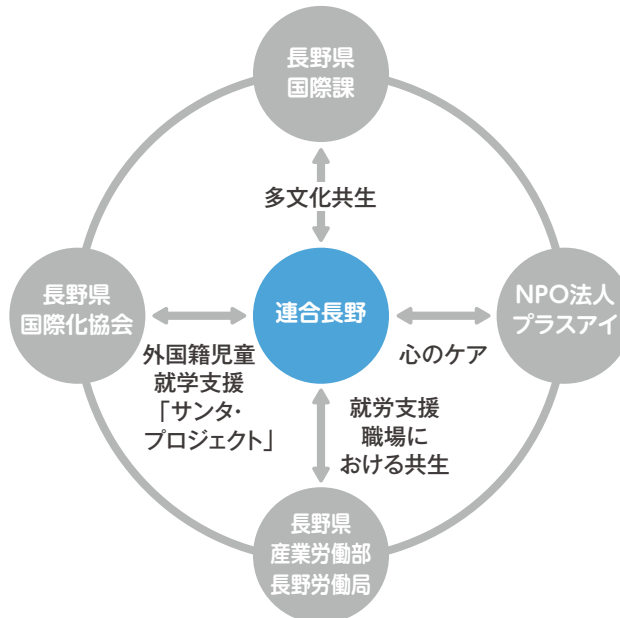 長野県
国際課
多文化共生
長野県
国際化協会
連合長野
NPO法人
プラスアイ
外国籍児童
就学支援
「サンタ・
プロジェクト」
心のケア
就労支援
職場に
おける共生
長野県
産業労働部
長野労働局